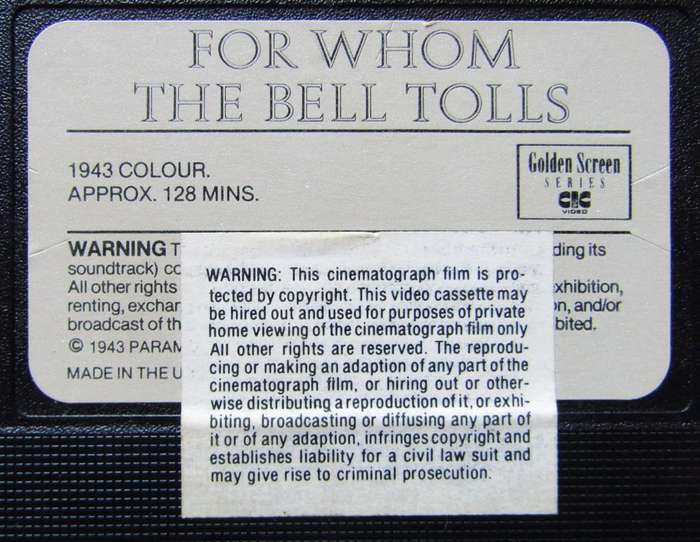 FOR WHOM
THE BELL TOLLS
1943 COLOUR.
APPROX. 128 MINS.
Golden Screen
SERIES
CIC
VIDEO
WARNING
soundtrack)
All other rights
renting,
broadcast of
© 1943
MADE IN THE
ding its
exhibition,
on, and/or
bited.
WARNING: This cinematograph film is pro-
tected by copyright. This video cassette may
be hired out and used for purposes of private
home viewing of the cinematograph film only
All other rights are reserved. The reprodu-
cing or making an adaption of any part of the
cinematograph film, or hiring out or other-
wise distributing a reproduction of it, or exhi-
biting, broadcasting or diffusing any part of
it or of any adaption, infringes copyright and
establishes liability for a civil law suit and
may give rise to criminal prosecution.